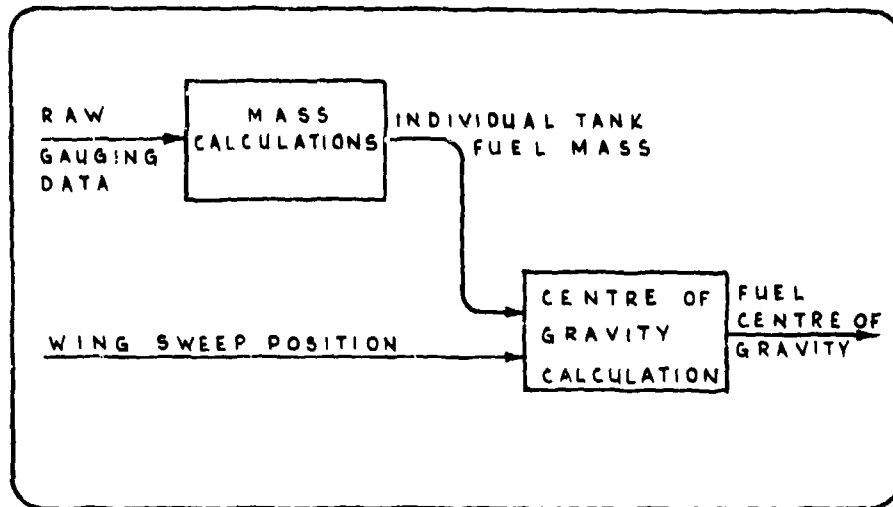 RAW
GAUGING
DATA
MASS
CALCULATIONS
INDIVIDUAL TANK
FUEL MASS
WING SWEEP POSITION
CENTRE OF
GRAVITY
CALCULATION
FUEL
CENTRE OF
GRAVITY